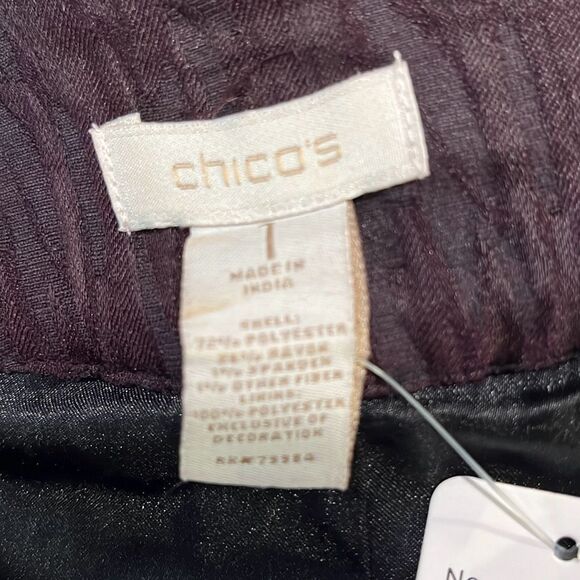 chico's
1
MADE IN
INDIA
SHELL:
72% POLYESTER
26% RAYON
1% SPANDEX
1% OTHER FIBER
LINING:
100% POLYESTER
EXCLUSIVE OF
DECORATION
No